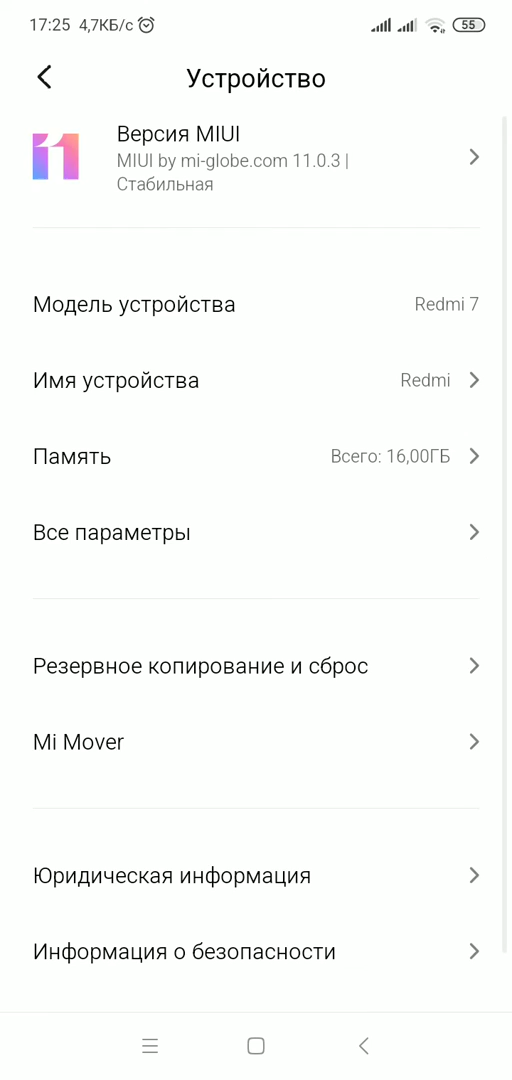 17:25 4,7КБ/с 55
Устройство
Версия MIUI
MIUI by mi-globe.com 11.0.3 |
Стабильная
Модель устройства Redmi 7
Имя устройства Redmi
Память Всего: 16,00ГБ
Все параметры
Резервное копирование и сброс
Mi Mover
Юридическая информация
Информация о безопасности